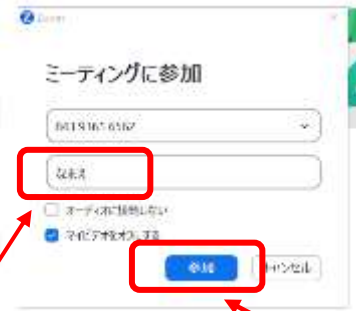 Zoom
ミーティングに参加
なまえ
オーディオに接続しない
マイビデオをオフにする
参加 キャンセル